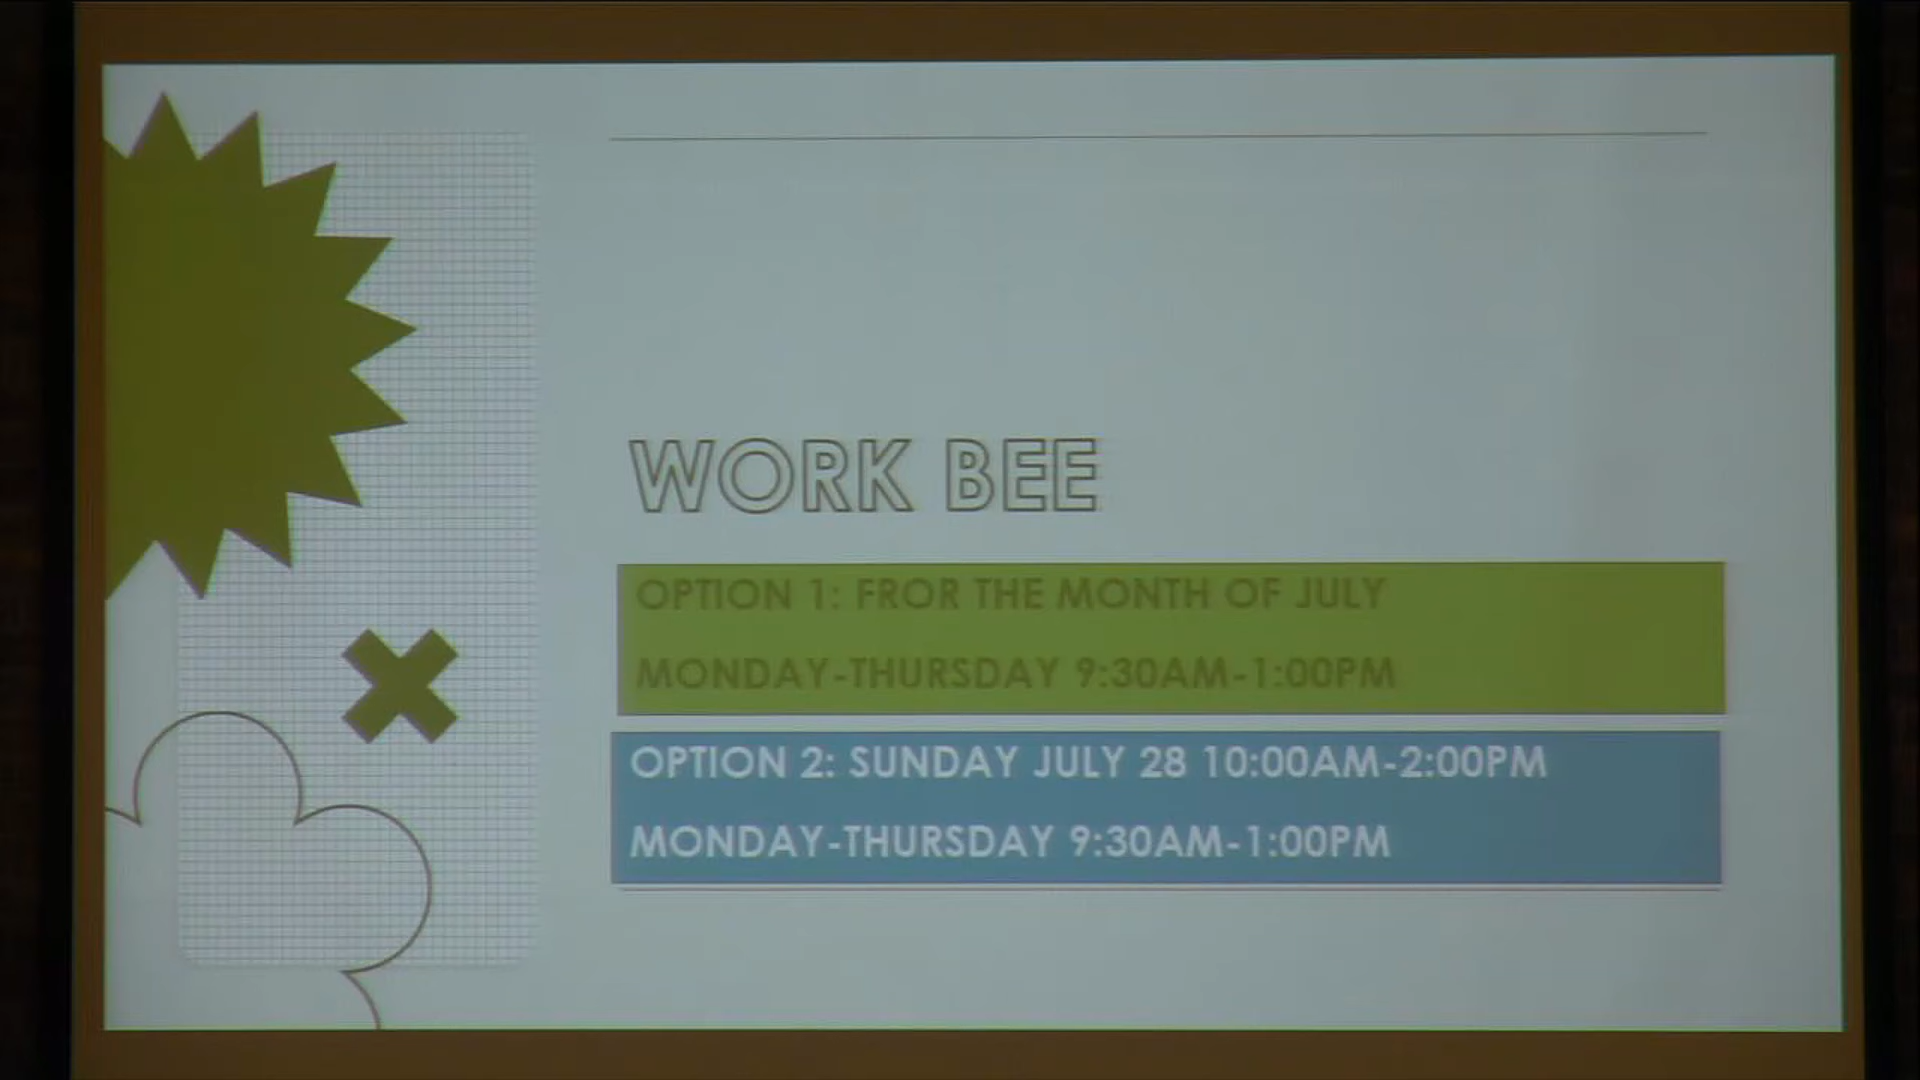 WORK BEE
OPTION 1: FROR THE MONTH OF JULY
MONDAY-THURSDAY 9:30AM-1:00PM
OPTION 2: SUNDAY JULY 28 10:00AM-2:00PM
MONDAY-THURSDAY 9:30AM-1:00PM